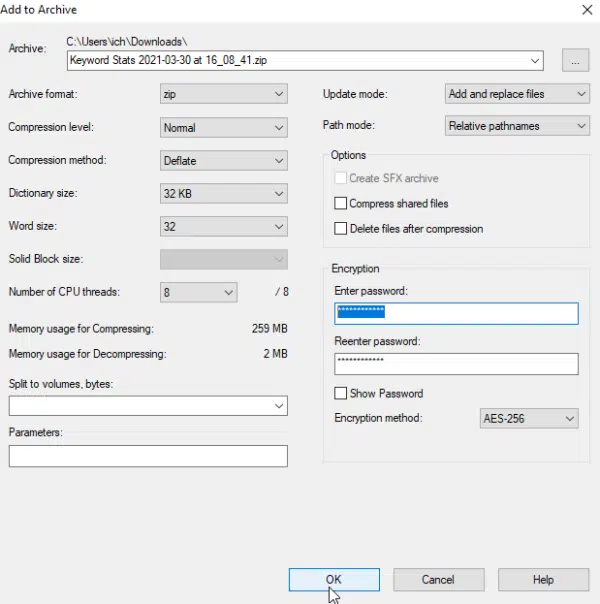 Add to Archive
Archive:
C:\Users\ich\Downloads\
Keyword Stats 2021-03-30 at 16_08_41.zip
...
Archive format:
zip
Compression level:
Normal
Compression method:
Deflate
Dictionary size:
32 KB
Word size:
32
Solid Block size:
Number of CPU threads:
8
/ 8
Memory usage for Compressing:
259 MB
Memory usage for Decompressing:
2 MB
Split to volumes, bytes:
Parameters:
Update mode:
Add and replace files
Path mode:
Relative pathnames
Options
Create SFX archive
Compress shared files
Delete files after compression
Encryption
Enter password:
************
Reenter password:
************
Show Password
Encryption method:
AES-256
OK
Cancel
Help